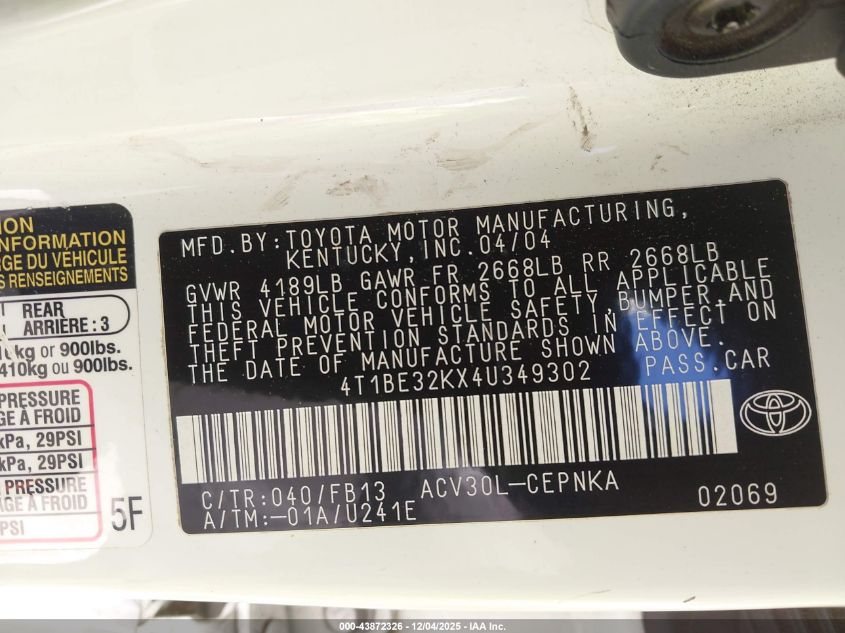 ION
INFORMATION
RGE DU VÉHICULE
RENSEIGNEMENTS
REAR
ARRIÈRE : 3
kg or 900lbs.
410kg ou 900lbs.
PRESSURE
À FROID
kPa, 29PSI
kPa, 29PSI
PRESSURE
AGE À FROID
PSI
5F
MFD. BY: TOYOTA MOTOR MANUFACTURING,
KENTUCKY, INC. 04/04
GVWR 4189LB GAWR FR 2668LB RR 2668LB
THIS VEHICLE CONFORMS TO ALL APPLICABLE
FEDERAL MOTOR VEHICLE SAFETY, BUMPER, AND
THEFT PREVENTION STANDARDS IN EFFECT ON
THE DATE OF MANUFACTURE SHOWN ABOVE.
4T1BE32KX4U349302 PASS. CAR
C/TR: 040/FB13 ACV30L-CEPNKA
A/TM: -01A/U241E 02069
000-43872326 - 12/04/2025 - IAA Inc.